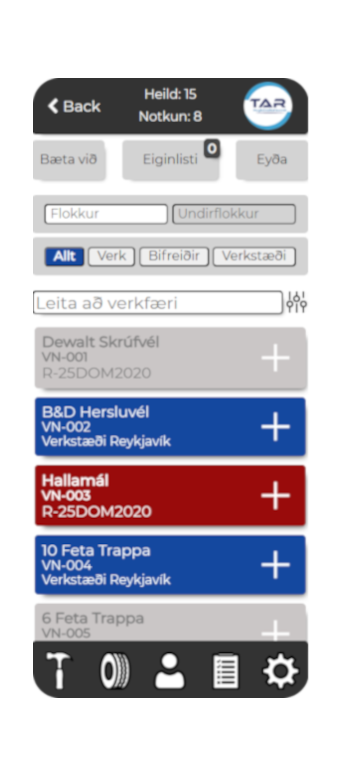 Back
Heild: 15
Notkun: 8
TAR
Bæta við
Eiginlisti
0
Eyða
Flokkur
Undirflokkur
Allt
Verk
Bifreiðir
Verkstæði
Leita að verkfæri
Dewalt Skrúfvél
VN-001
R-25DOM2020
B&D Hersluvél
VN-002
Verkstæði Reykjavík
Hallamál
VN-003
R-25DOM2020
10 Feta Trappa
VN-004
Verkstæði Reykjavík
6 Feta Trappa
VN-005